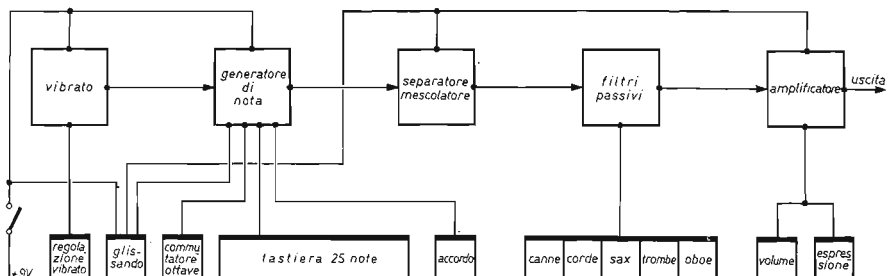 vibrato
generatore
di
nota
separatore
mescolatore
filtri
passivi
amplificatore
uscita
+9V
regola
zione
vibrato
glis-
sando
commu
tatore
ottave
tastiera 25 note
accordo
canne
corde
sax
trombe
oboe
volume
espres
sione